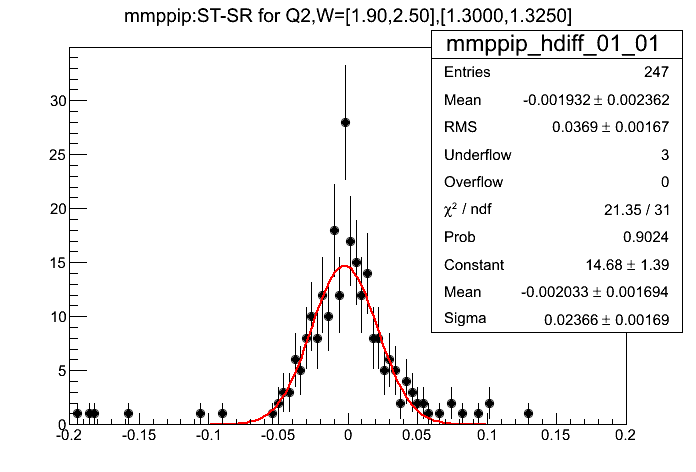 mmppip:ST-SR for Q2,W=[1.90,2.50],[1.3000,1.3250]
mmppip_hdiff_01_01
Entries 247
Mean -0.001932 ± 0.002362
RMS 0.0369 ± 0.00167
Underflow 3
Overflow 0
χ² / ndf 21.35 / 31
Prob 0.9024
Constant 14.68 ± 1.39
Mean -0.002033 ± 0.001694
Sigma 0.02366 ± 0.00169
30
25
20
15
10
5
0
-0.2 -0.15 -0.1 -0.05 0 0.05 0.1 0.15 0.2